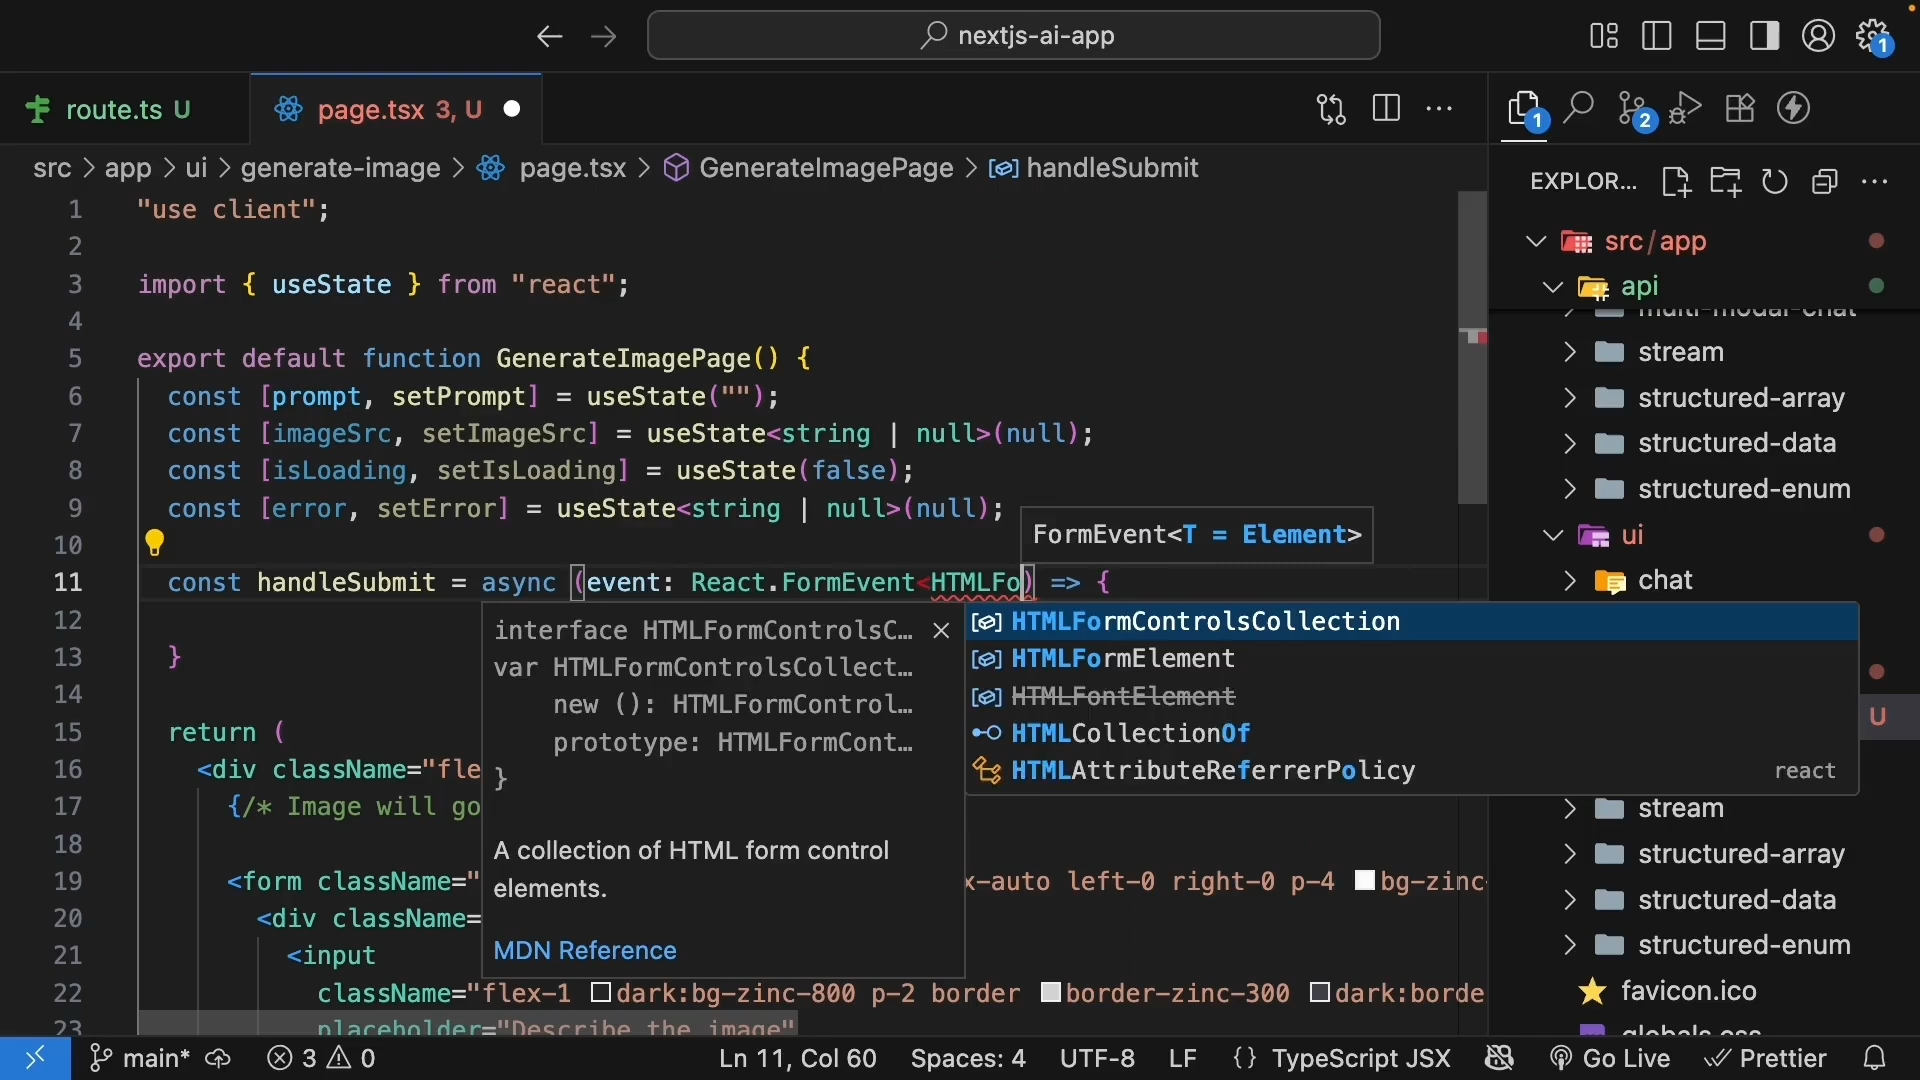 nextjs-ai-app
1
route.ts U
page.tsx 3, U
1
2
src > app > ui > generate-image > page.tsx > GenerateImagePage > handleSubmit
EXPLOR...
1 "use client";
2
3 import { useState } from "react";
4
5 export default function GenerateImagePage() {
6 const [prompt, setPrompt] = useState("");
7 const [imageSrc, setImageSrc] = useState<string | null>(null);
8 const [isLoading, setIsLoading] = useState(false);
9 const [error, setError] = useState<string | null>(null);
10
FormEvent<T = Element>
11 const handleSubmit = async (event: React.FormEvent<HTMLFo) => {
12
13 }
14
15 return (
16 <div className="fle
17 {/* Image will go
18
19 <form className=" x-auto left-0 right-0 p-4 bg-zinc-
20 <div className=
21 <input
22 className="flex-1 dark:bg-zinc-800 p-2 border border-zinc-300 dark:borde
23 placeholder="Describe the image"
interface HTMLFormControlsC...
var HTMLFormControlsCollect...
new (): HTMLFormControl...
prototype: HTMLFormCont...
}
A collection of HTML form control
elements.
MDN Reference
HTMLFormControlsCollection
HTMLFormElement
HTMLFontElement
HTMLCollectionOf
HTMLAttributeReferrerPolicy react
src/app
api
multi-modal-chat
stream
structured-array
structured-data
structured-enum
ui
chat
U
stream
structured-array
structured-data
structured-enum
favicon.ico
globals.css
main* 3 0 Ln 11, Col 60 Spaces: 4 UTF-8 LF {} TypeScript JSX Go Live Prettier